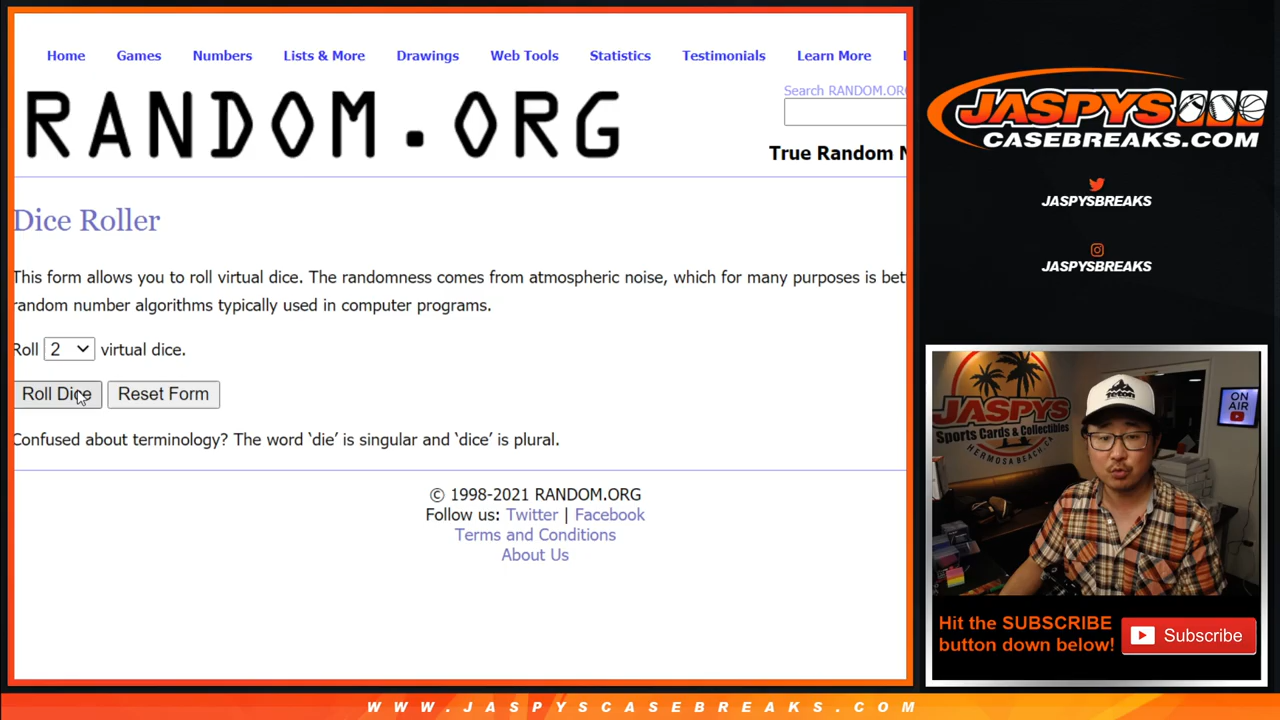 Home Games Numbers Lists & More Drawings Web Tools Statistics Testimonials Learn More
RANDOM.ORG
Search RANDOM.ORG
True Random N
Dice Roller
This form allows you to roll virtual dice. The randomness comes from atmospheric noise, which for many purposes is bet
random number algorithms typically used in computer programs.
Roll 2 virtual dice.
Roll Dice Reset Form
Confused about terminology? The word ‘die’ is singular and ‘dice’ is plural.
© 1998-2021 RANDOM.ORG
Follow us: Twitter | Facebook
Terms and Conditions
About Us
JASPYS
CASEBREAKS.COM
JASPYSBREAKS
JASPYSBREAKS
JASPYS
Sports Cards & Collectibles
HERMOSA BEACH, CA
TETON
ON
AIR
Hit the SUBSCRIBE
button down below!
Subscribe
WWW.JASPYSCASEBREAKS.COM